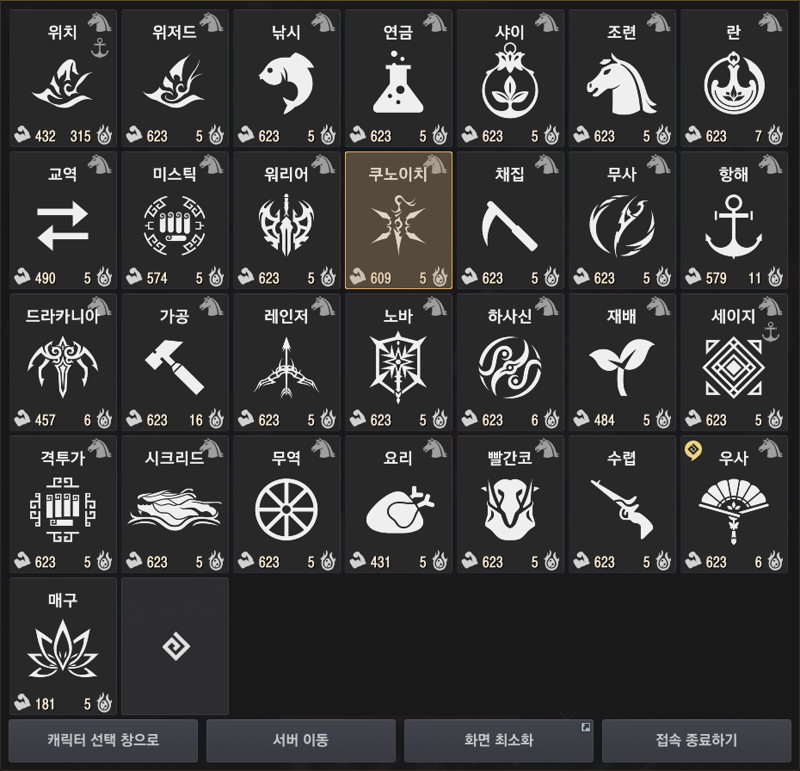 위치 위저드 낚시 연금 샤이 조련 란
432 315 623 5 623 5 623 5 623 5 623 5 623 7
교역 미스틱 워리어 쿠노이치 채집 무사 항해
490 5 574 5 623 5 609 5 623 5 623 5 579 11
드라카니아 가공 레인저 노바 하사신 재배 세이지
457 6 623 16 623 5 623 5 623 6 484 5 623 5
격투가 시크리드 무역 요리 빨간코 수렵 우사
623 5 623 5 623 5 431 5 623 5 623 5 623 6
매구
181 5
캐릭터 선택 창으로 서버 이동 화면 최소화 접속 종료하기